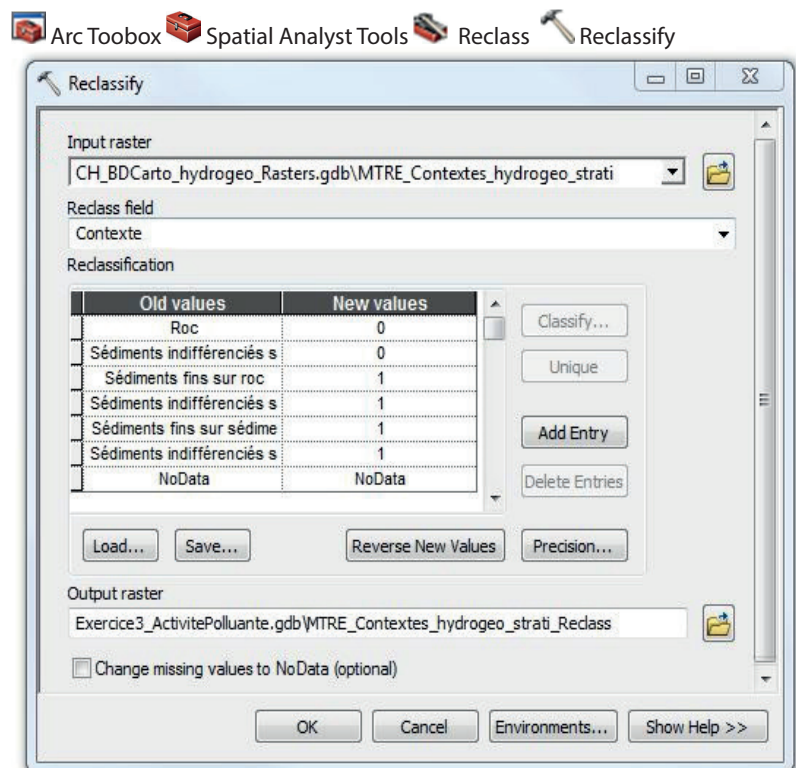 Arc Toobox Spatial Analyst Tools Reclass Reclassify
Reclassify
Input raster
CH_BDCarto_hydrogeo_Rasters.gdb\MTRE_Contextes_hydrogeo_strati
Reclass field
Contexte
Reclassification
Old values New values
Roc 0
Sédiments indifférenciés s 0
Sédiments fins sur roc 1
Sédiments indifférenciés s 1
Sédiments fins sur sédime 1
Sédiments indifférenciés s 1
NoData NoData
Classify...
Unique
Add Entry
Delete Entries
Load... Save... Reverse New Values Precision...
Output raster
Exercice3_ActivitePolluante.gdb\MTRE_Contextes_hydrogeo_strati_Reclass
Change missing values to NoData (optional)
OK Cancel Environments... Show Help >>